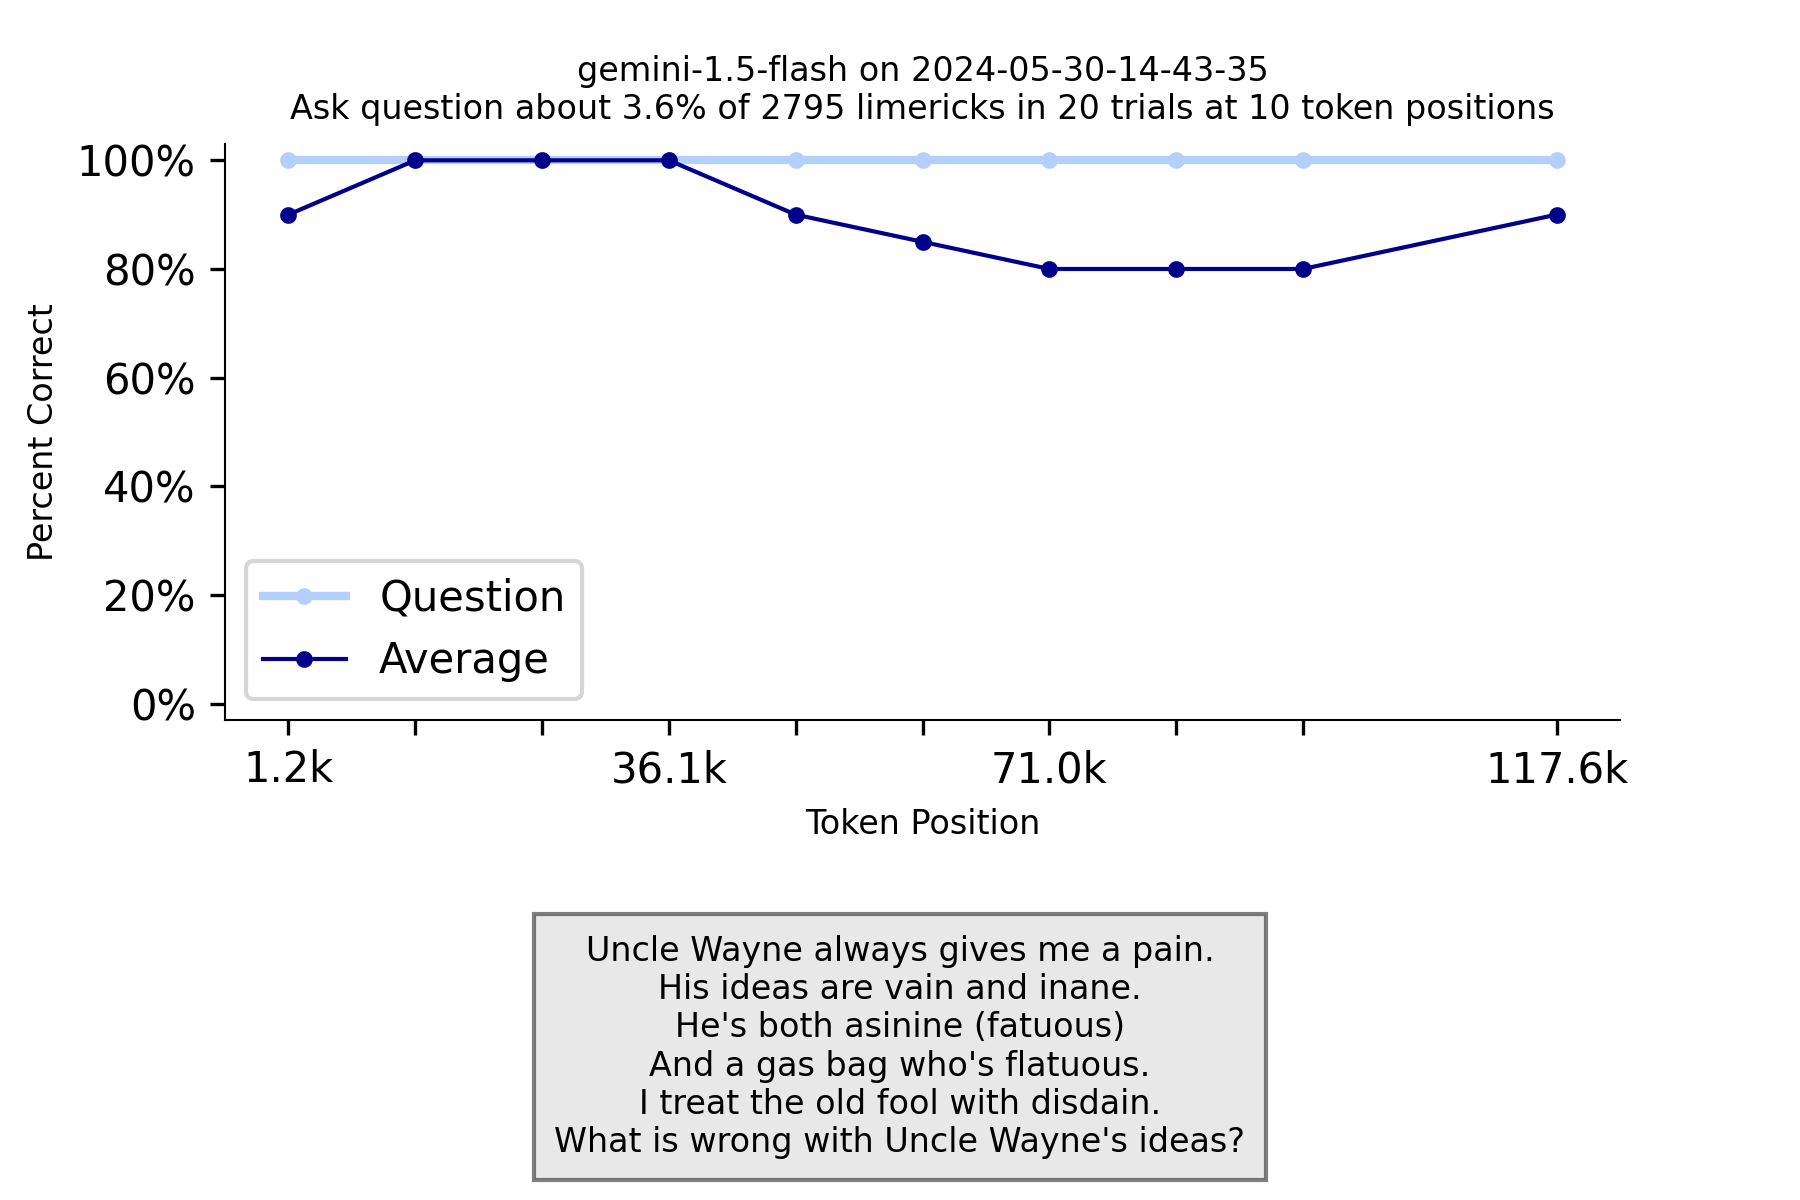 gemini-1.5-flash on 2024-05-30-14-43-35
Ask question about 3.6% of 2795 limericks in 20 trials at 10 token positions
100%
80%
60%
40%
20%
0%
Percent Correct
Question
Average
1.2k 36.1k 71.0k 117.6k
Token Position
Uncle Wayne always gives me a pain.
His ideas are vain and inane.
He's both asinine (fatuous)
And a gas bag who's flatuous.
I treat the old fool with disdain.
What is wrong with Uncle Wayne's ideas?